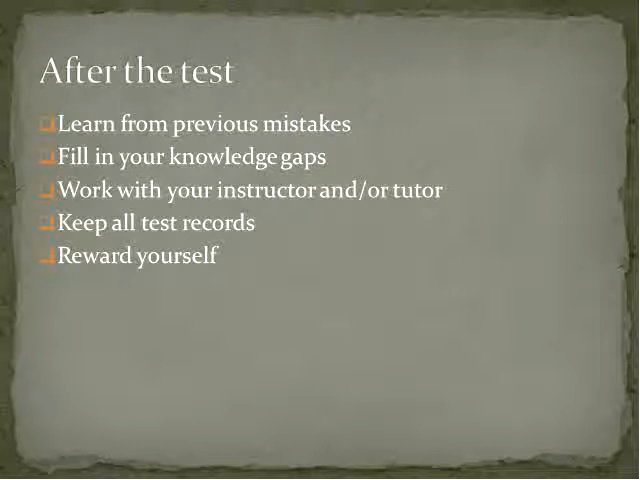 After the test
Learn from previous mistakes
Fill in your knowledge gaps
Work with your instructor and/or tutor
Keep all test records
Reward yourself